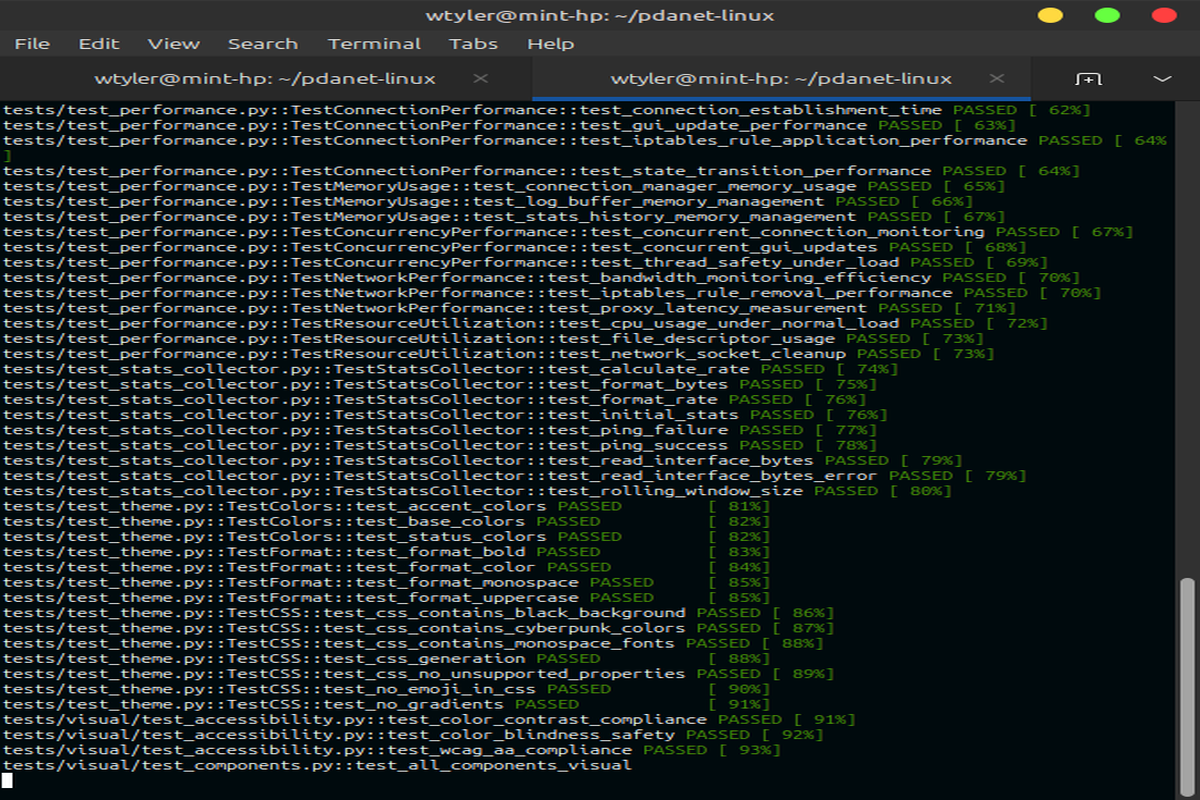 wtyler@mint-hp: ~/pdanet-linux
File Edit View Search Terminal Tabs Help
wtyler@mint-hp: ~/pdanet-linux × wtyler@mint-hp: ~/pdanet-linux ×
tests/test_performance.py::TestConnectionPerformance::test_connection_establishment_time PASSED [ 62%]
tests/test_performance.py::TestConnectionPerformance::test_gui_update_performance PASSED [ 63%]
tests/test_performance.py::TestConnectionPerformance::test_iptables_rule_application_performance PASSED [ 64%
]
tests/test_performance.py::TestConnectionPerformance::test_state_transition_performance PASSED [ 64%]
tests/test_performance.py::TestMemoryUsage::test_connection_manager_memory_usage PASSED [ 65%]
tests/test_performance.py::TestMemoryUsage::test_log_buffer_memory_management PASSED [ 66%]
tests/test_performance.py::TestMemoryUsage::test_stats_history_memory_management PASSED [ 67%]
tests/test_performance.py::TestConcurrencyPerformance::test_concurrent_connection_monitoring PASSED [ 67%]
tests/test_performance.py::TestConcurrencyPerformance::test_concurrent_gui_updates PASSED [ 68%]
tests/test_performance.py::TestConcurrencyPerformance::test_thread_safety_under_load PASSED [ 69%]
tests/test_performance.py::TestNetworkPerformance::test_bandwidth_monitoring_efficiency PASSED [ 70%]
tests/test_performance.py::TestNetworkPerformance::test_iptables_rule_removal_performance PASSED [ 70%]
tests/test_performance.py::TestNetworkPerformance::test_proxy_latency_measurement PASSED [ 71%]
tests/test_performance.py::TestResourceUtilization::test_cpu_usage_under_normal_load PASSED [ 72%]
tests/test_performance.py::TestResourceUtilization::test_file_descriptor_usage PASSED [ 73%]
tests/test_performance.py::TestResourceUtilization::test_network_socket_cleanup PASSED [ 73%]
tests/test_stats_collector.py::TestStatsCollector::test_calculate_rate PASSED [ 74%]
tests/test_stats_collector.py::TestStatsCollector::test_format_bytes PASSED [ 75%]
tests/test_stats_collector.py::TestStatsCollector::test_format_rate PASSED [ 76%]
tests/test_stats_collector.py::TestStatsCollector::test_initial_stats PASSED [ 76%]
tests/test_stats_collector.py::TestStatsCollector::test_ping_failure PASSED [ 77%]
tests/test_stats_collector.py::TestStatsCollector::test_ping_success PASSED [ 78%]
tests/test_stats_collector.py::TestStatsCollector::test_read_interface_bytes PASSED [ 79%]
tests/test_stats_collector.py::TestStatsCollector::test_read_interface_bytes_error PASSED [ 79%]
tests/test_stats_collector.py::TestStatsCollector::test_rolling_window_size PASSED [ 80%]
tests/test_theme.py::TestColors::test_accent_colors PASSED [ 81%]
tests/test_theme.py::TestColors::test_base_colors PASSED [ 82%]
tests/test_theme.py::TestColors::test_status_colors PASSED [ 82%]
tests/test_theme.py::TestFormat::test_format_bold PASSED [ 83%]
tests/test_theme.py::TestFormat::test_format_color PASSED [ 84%]
tests/test_theme.py::TestFormat::test_format_monospace PASSED [ 85%]
tests/test_theme.py::TestFormat::test_format_uppercase PASSED [ 85%]
tests/test_theme.py::TestCSS::test_css_contains_black_background PASSED [ 86%]
tests/test_theme.py::TestCSS::test_css_contains_cyberpunk_colors PASSED [ 87%]
tests/test_theme.py::TestCSS::test_css_contains_monospace_fonts PASSED [ 88%]
tests/test_theme.py::TestCSS::test_css_generation PASSED [ 88%]
tests/test_theme.py::TestCSS::test_css_no_unsupported_properties PASSED [ 89%]
tests/test_theme.py::TestCSS::test_no_emoji_in_css PASSED [ 90%]
tests/test_theme.py::TestCSS::test_no_gradients PASSED [ 91%]
tests/visual/test_accessibility.py::test_color_contrast_compliance PASSED [ 91%]
tests/visual/test_accessibility.py::test_color_blindness_safety PASSED [ 92%]
tests/visual/test_accessibility.py::test_wcag_aa_compliance PASSED [ 93%]
tests/visual/test_components.py::test_all_components_visual